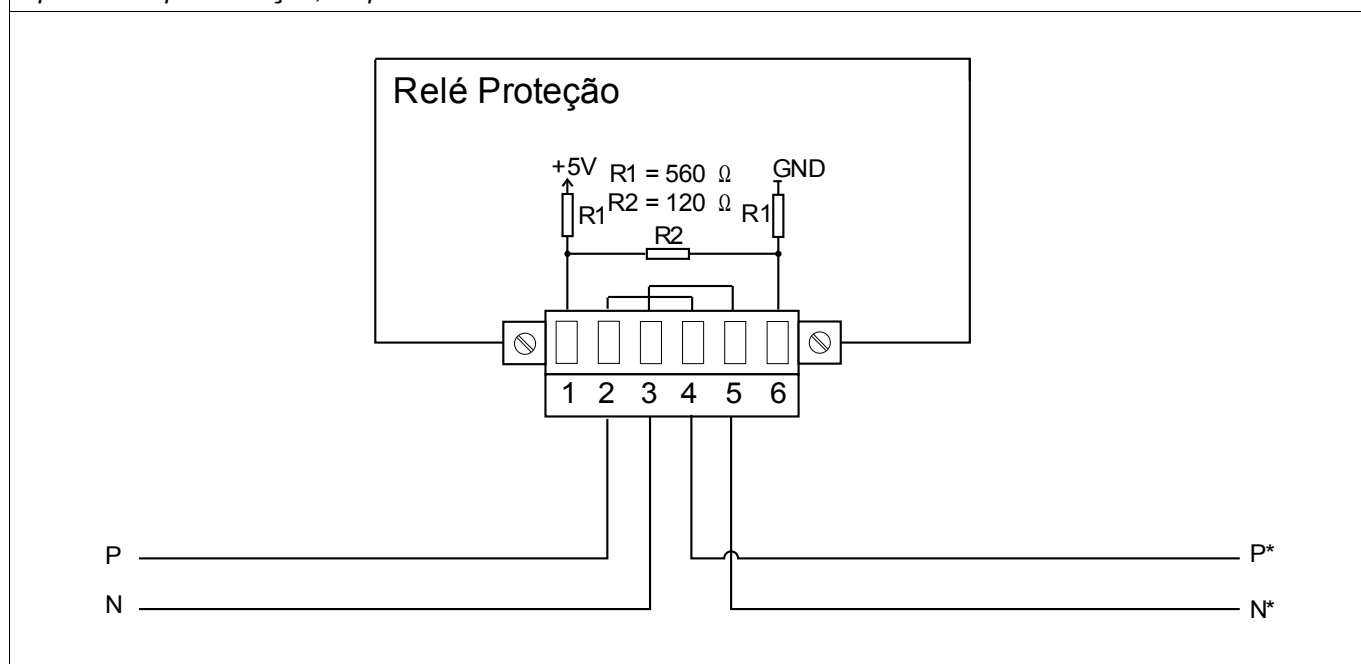 Relé Proteção
+5V
R1 = 560 Ω
GND
R1
R2 = 120 Ω
R1
R2
1 2 3 4 5 6
P
P*
N
N*